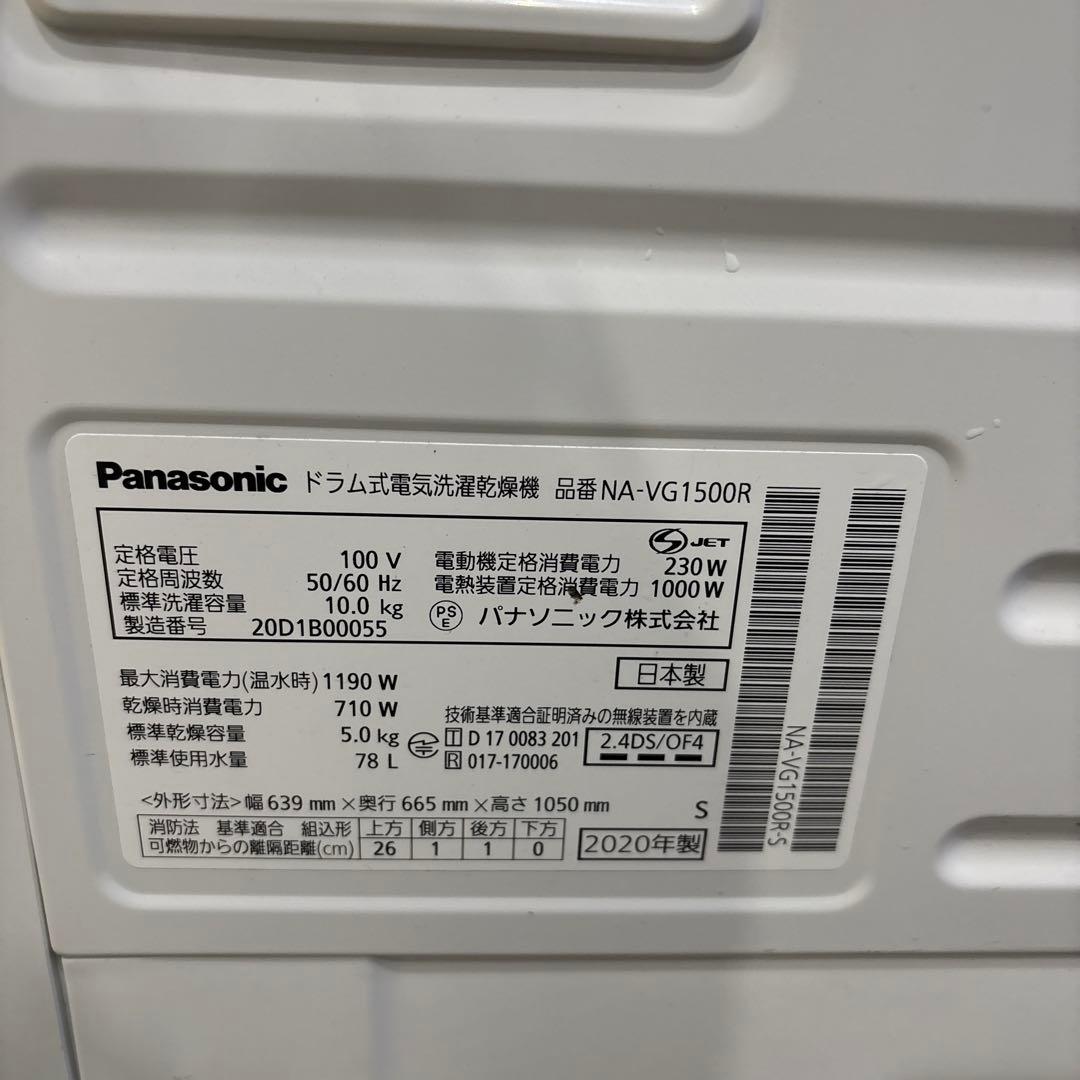 Panasonic ドラム式電気洗濯乾燥機 品番 NA-VG1500R
定格電圧 100 V
定格周波数 50/60 Hz
標準洗濯容量 10.0 kg
製造番号 20D1B00055
S JET
電動機定格消費電力 230 W
電熱装置定格消費電力 1000 W
PS E パナソニック株式会社
最大消費電力(温水時) 1190 W
乾燥時消費電力 710 W
標準乾燥容量 5.0 kg
標準使用水量 78 L
日本製
技術基準適合証明済みの無線装置を内蔵
T D 17 0083 201
R 017-170006
2.4DS/OF4
<外形寸法> 幅 639 mm × 奥行 665 mm × 高さ 1050 mm
S
消防法 基準適合 組込形 上方 側方 後方 下方
可燃物からの離隔距離(cm) 26 1 1 0
2020年製
NA-VG1500R-S